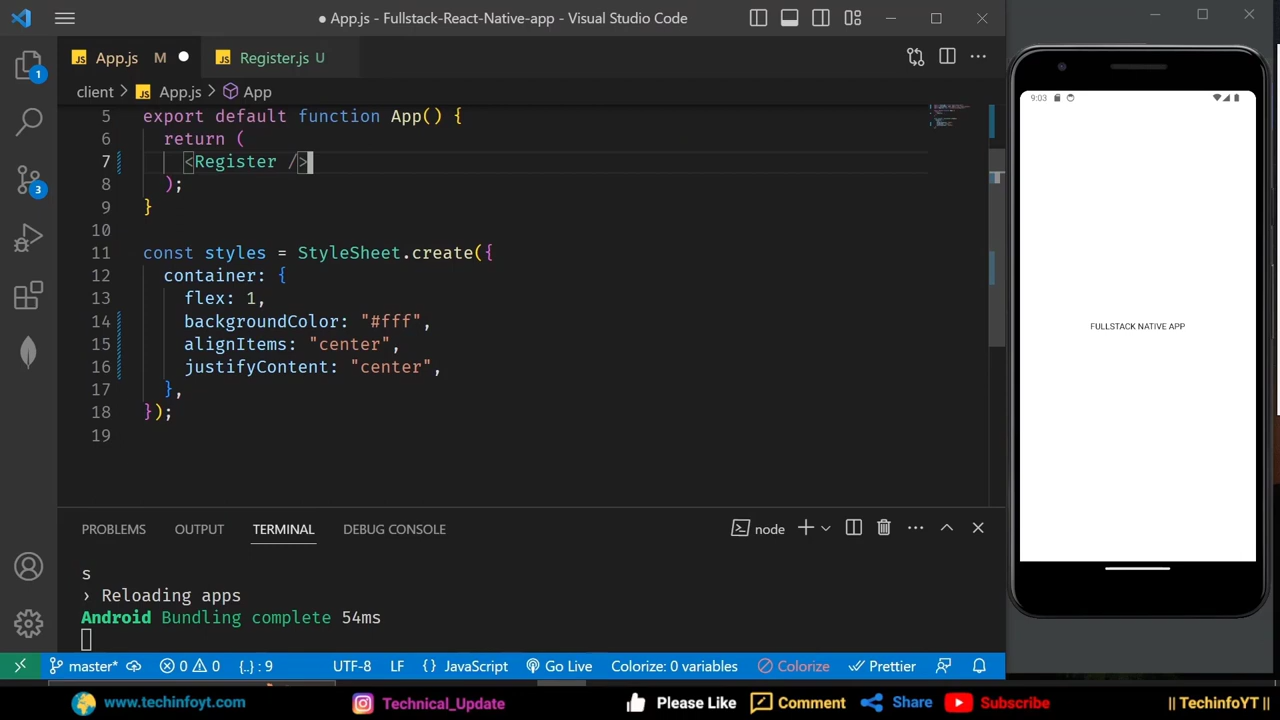 ● App.js - Fullstack-React-Native-app - Visual Studio Code
JS App.js M ●
JS Register.js U
client > JS App.js > App
5 export default function App() {
6 return (
7 <Register />
8 );
9 }
10
11 const styles = StyleSheet.create({
12 container: {
13 flex: 1,
14 backgroundColor: "#fff",
15 alignItems: "center",
16 justifyContent: "center",
17 },
18 });
19
1
3
PROBLEMS OUTPUT TERMINAL DEBUG CONSOLE
node
s
› Reloading apps
Android Bundling complete 54ms
master* 0 0 {..} : 9 UTF-8 LF {} JavaScript Go Live Colorize: 0 variables Colorize Prettier
9:03
FULLSTACK NATIVE APP
www.techinfoyt.com Technical_Update Please Like Comment Share Subscribe || TechinfoYT ||